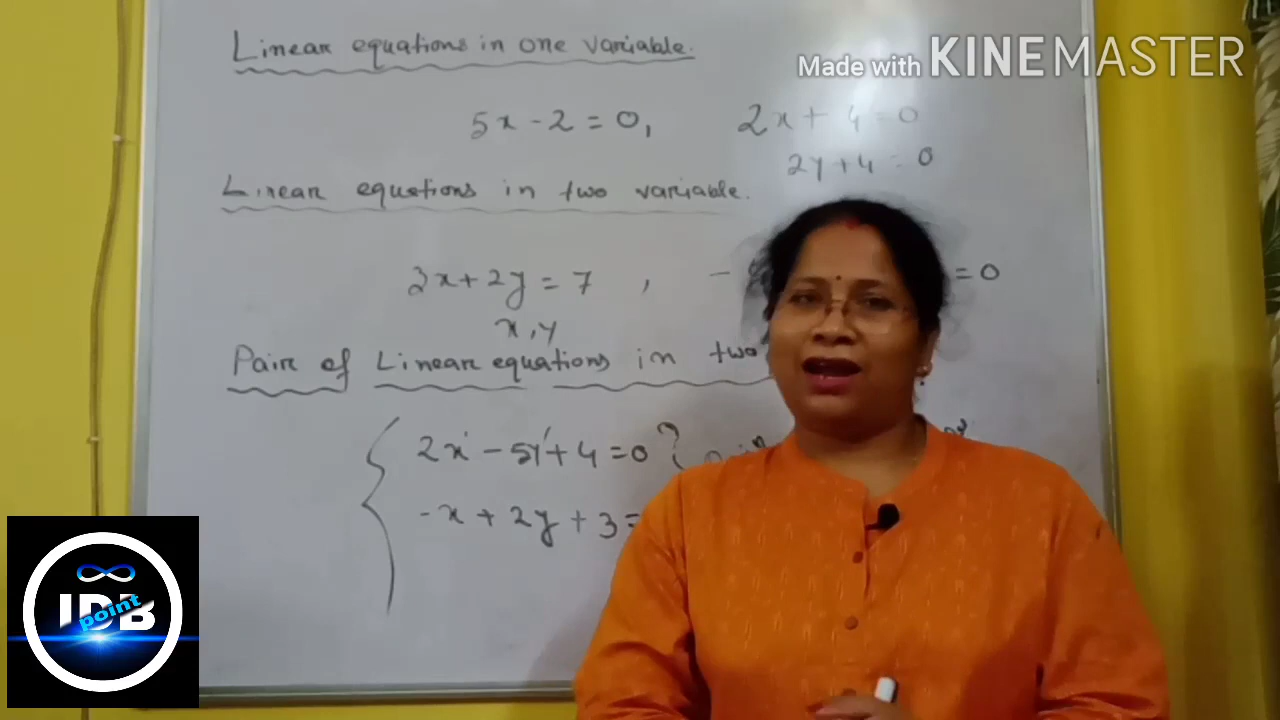 Linear equations in one variable.
Made with KINEMASTER
5x - 2 = 0,
2x + 4 = 0
2y + 4 = 0
Linear equations in two variable.
3x + 2y = 7 ,
= 0
x, y
Pair of Linear equations in two
2x - 5y + 4 = 0
-x + 2y + 3 =
IDB
point